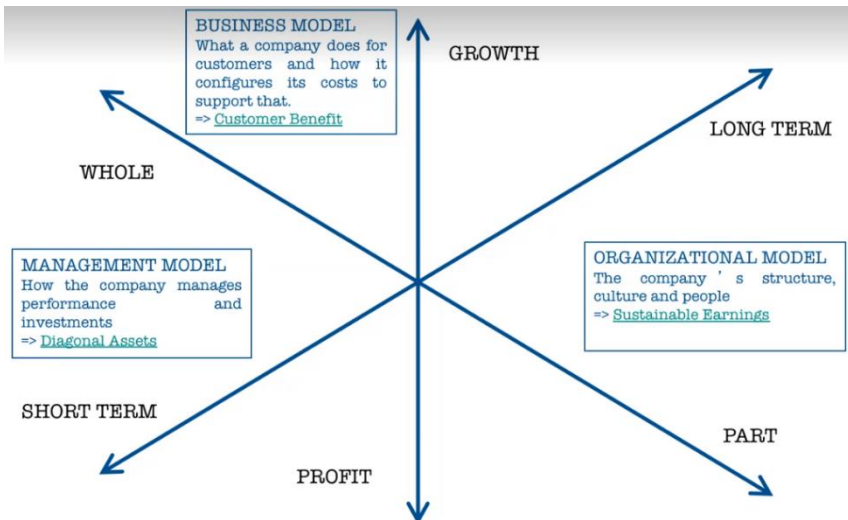 BUSINESS MODEL
What a company does for
customers and how it
configures its costs to
support that.
=> Customer Benefit
GROWTH
LONG TERM
WHOLE
MANAGEMENT MODEL
How the company manages
performance and
investments
=> Diagonal Assets
ORGANIZATIONAL MODEL
The company ' s structure,
culture and people
=> Sustainable Earnings
SHORT TERM
PART
PROFIT